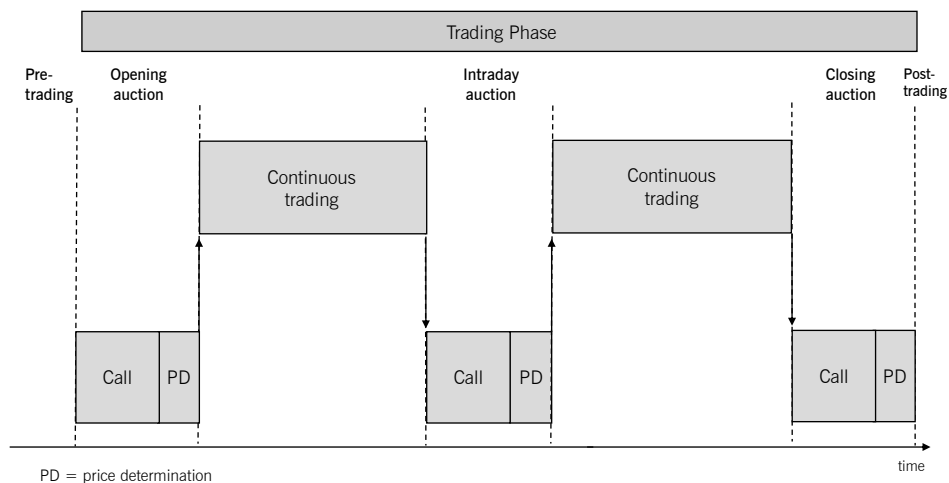 Trading Phase
Pre-
trading
Opening
auction
Intraday
auction
Closing
auction
Post-
trading
Continuous
trading
Continuous
trading
Call
PD
Call
PD
Call
PD
time
PD = price determination